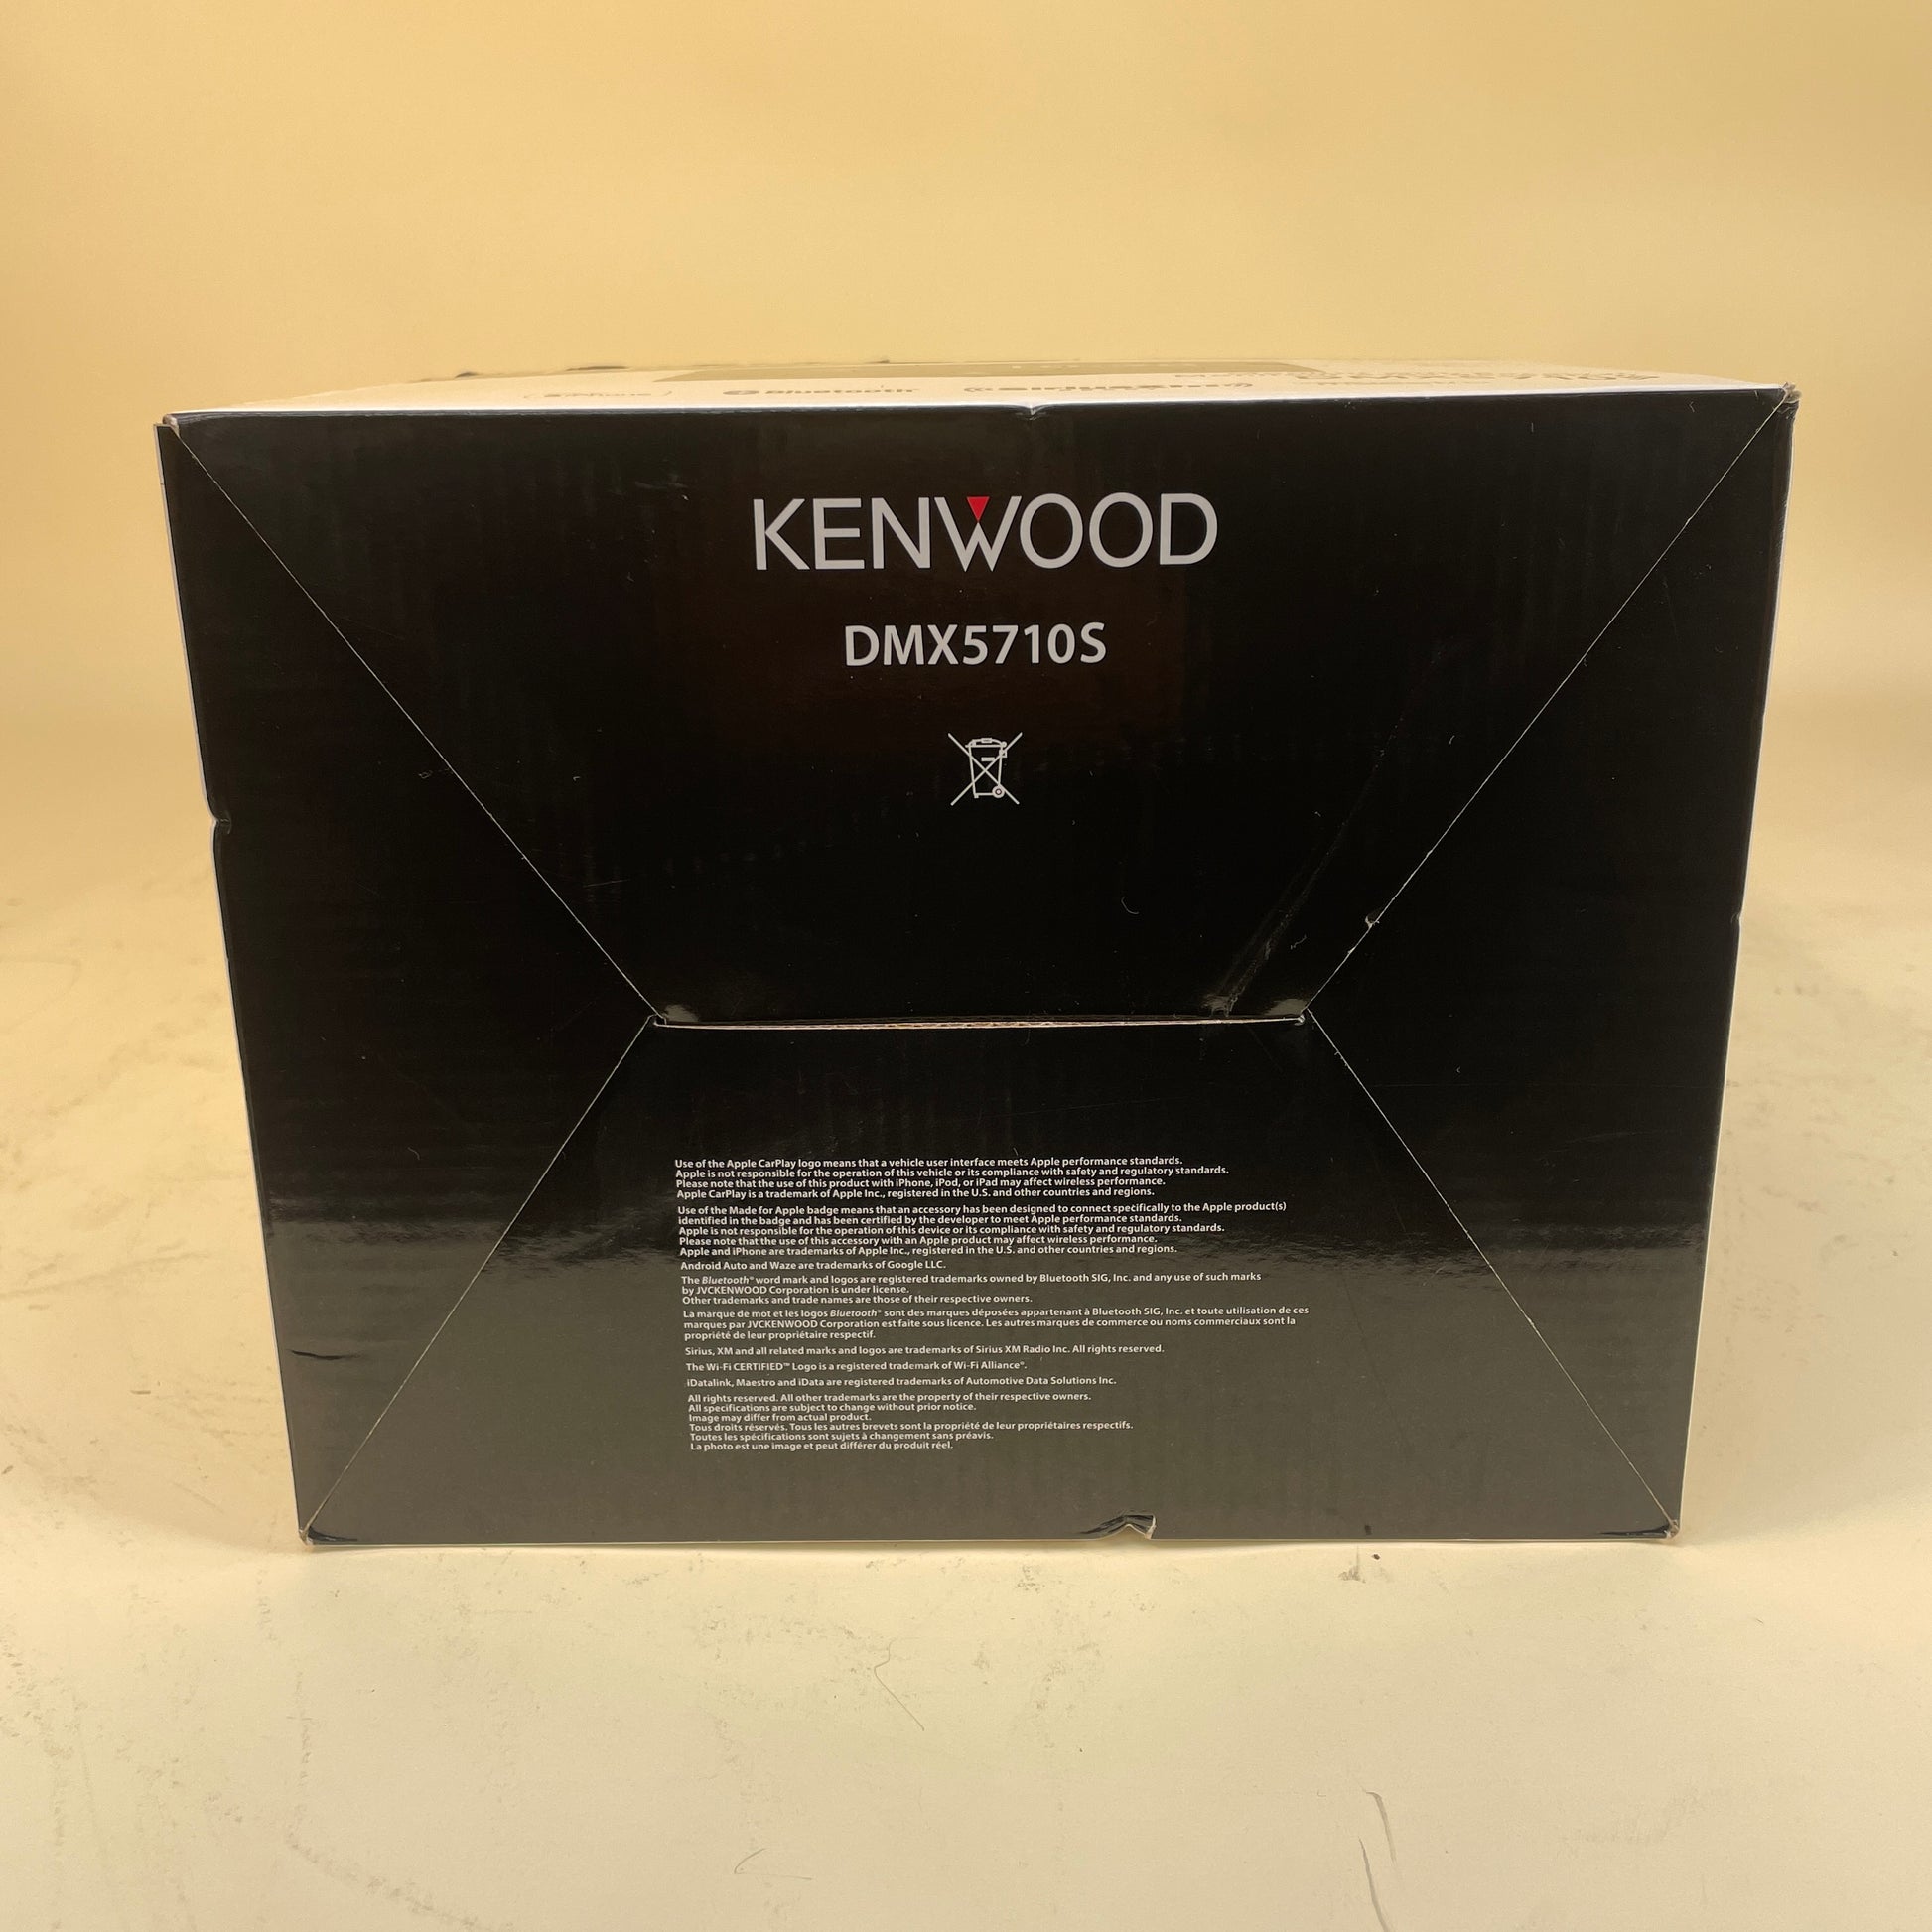 Bluetooth
KENWOOD
DMX5710S
Use of the Apple CarPlay logo means that a vehicle user interface meets Apple performance standards.
Apple is not responsible for the operation of this vehicle or its compliance with safety and regulatory standards.
Please note that the use of this product with iPhone, iPod, or iPad may affect wireless performance.
Apple CarPlay is a trademark of Apple Inc., registered in the U.S. and other countries and regions.
Use of the Made for Apple badge means that an accessory has been designed to connect specifically to the Apple product(s)
identified in the badge and has been certified by the developer to meet Apple performance standards.
Apple is not responsible for the operation of this device or its compliance with safety and regulatory standards.
Please note that the use of this accessory with an Apple product may affect wireless performance.
Apple and iPhone are trademarks of Apple Inc., registered in the U.S. and other countries and regions.
Android Auto and Waze are trademarks of Google LLC.
The Bluetooth® word mark and logos are registered trademarks owned by Bluetooth SIG, Inc. and any use of such marks
by JVCKENWOOD Corporation is under license.
Other trademarks and trade names are those of their respective owners.
La marque de mot et les logos Bluetooth® sont des marques déposées appartenant à Bluetooth SIG, Inc. et toute utilisation de ces
marques par JVCKENWOOD Corporation est faite sous licence. Les autres marques de commerce ou noms commerciaux sont la
propriété de leur propriétaire respectif.
Sirius, XM and all related marks and logos are trademarks of Sirius XM Radio Inc. All rights reserved.
The Wi-Fi CERTIFIED™ Logo is a registered trademark of Wi-Fi Alliance®.
iDatalink, Maestro and iData are registered trademarks of Automotive Data Solutions Inc.
All rights reserved. All other trademarks are the property of their respective owners.
All specifications are subject to change without prior notice.
Image may differ from actual product.
Tous droits réservés. Tous les autres brevets sont la propriété de leur propriétaires respectifs.
Toutes les spécifications sont sujets à changement sans préavis.
La photo est une image et peut différer du produit réel.